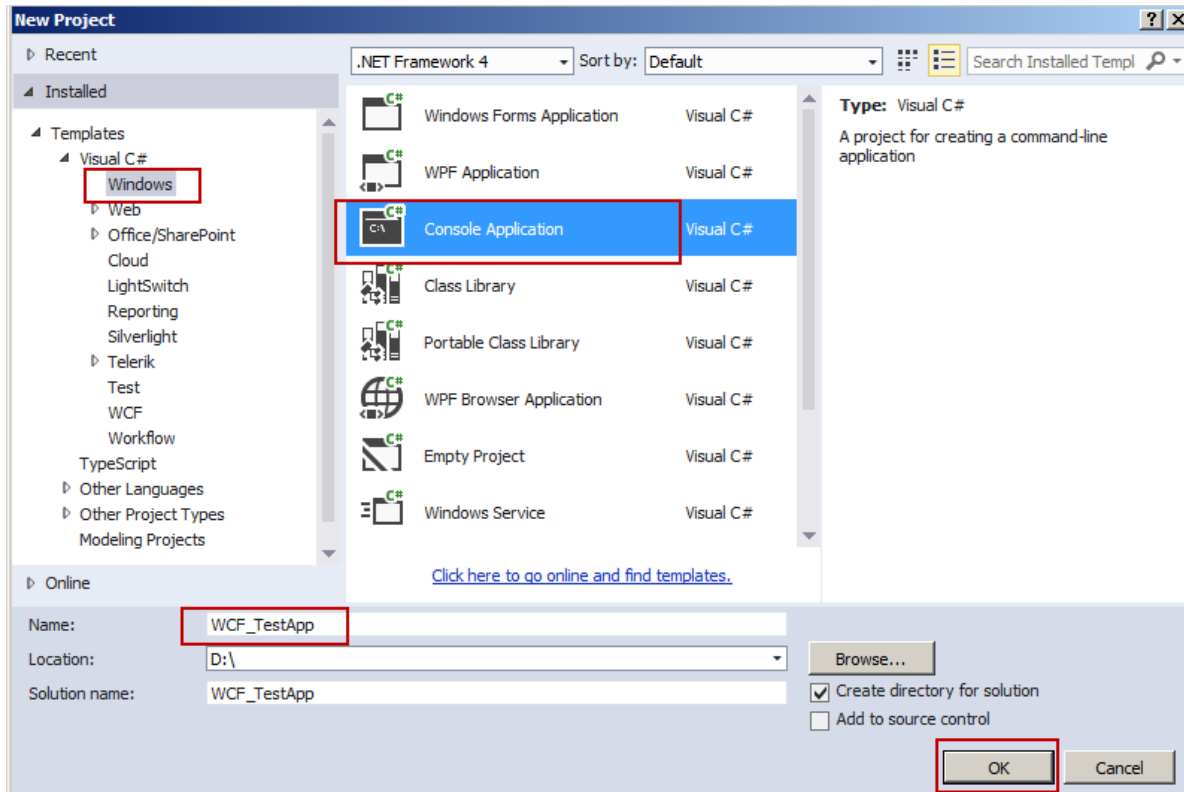 New Project
Recent
.NET Framework 4
Sort by: Default
Search Installed Templ
Installed
Templates
Visual C#
Windows
Web
Office/SharePoint
Cloud
LightSwitch
Reporting
Silverlight
Telerik
Test
WCF
Workflow
TypeScript
Other Languages
Other Project Types
Modeling Projects
Online
C# Windows Forms Application Visual C#
C# WPF Application Visual C#
C# C:\ Console Application Visual C#
C# Class Library Visual C#
C# Portable Class Library Visual C#
C# WPF Browser Application Visual C#
C# Empty Project Visual C#
C# Windows Service Visual C#
Click here to go online and find templates.
Type: Visual C#
A project for creating a command-line
application
Name: WCF_TestApp
Location: D:\
Browse...
Solution name: WCF_TestApp
Create directory for solution
Add to source control
OK
Cancel